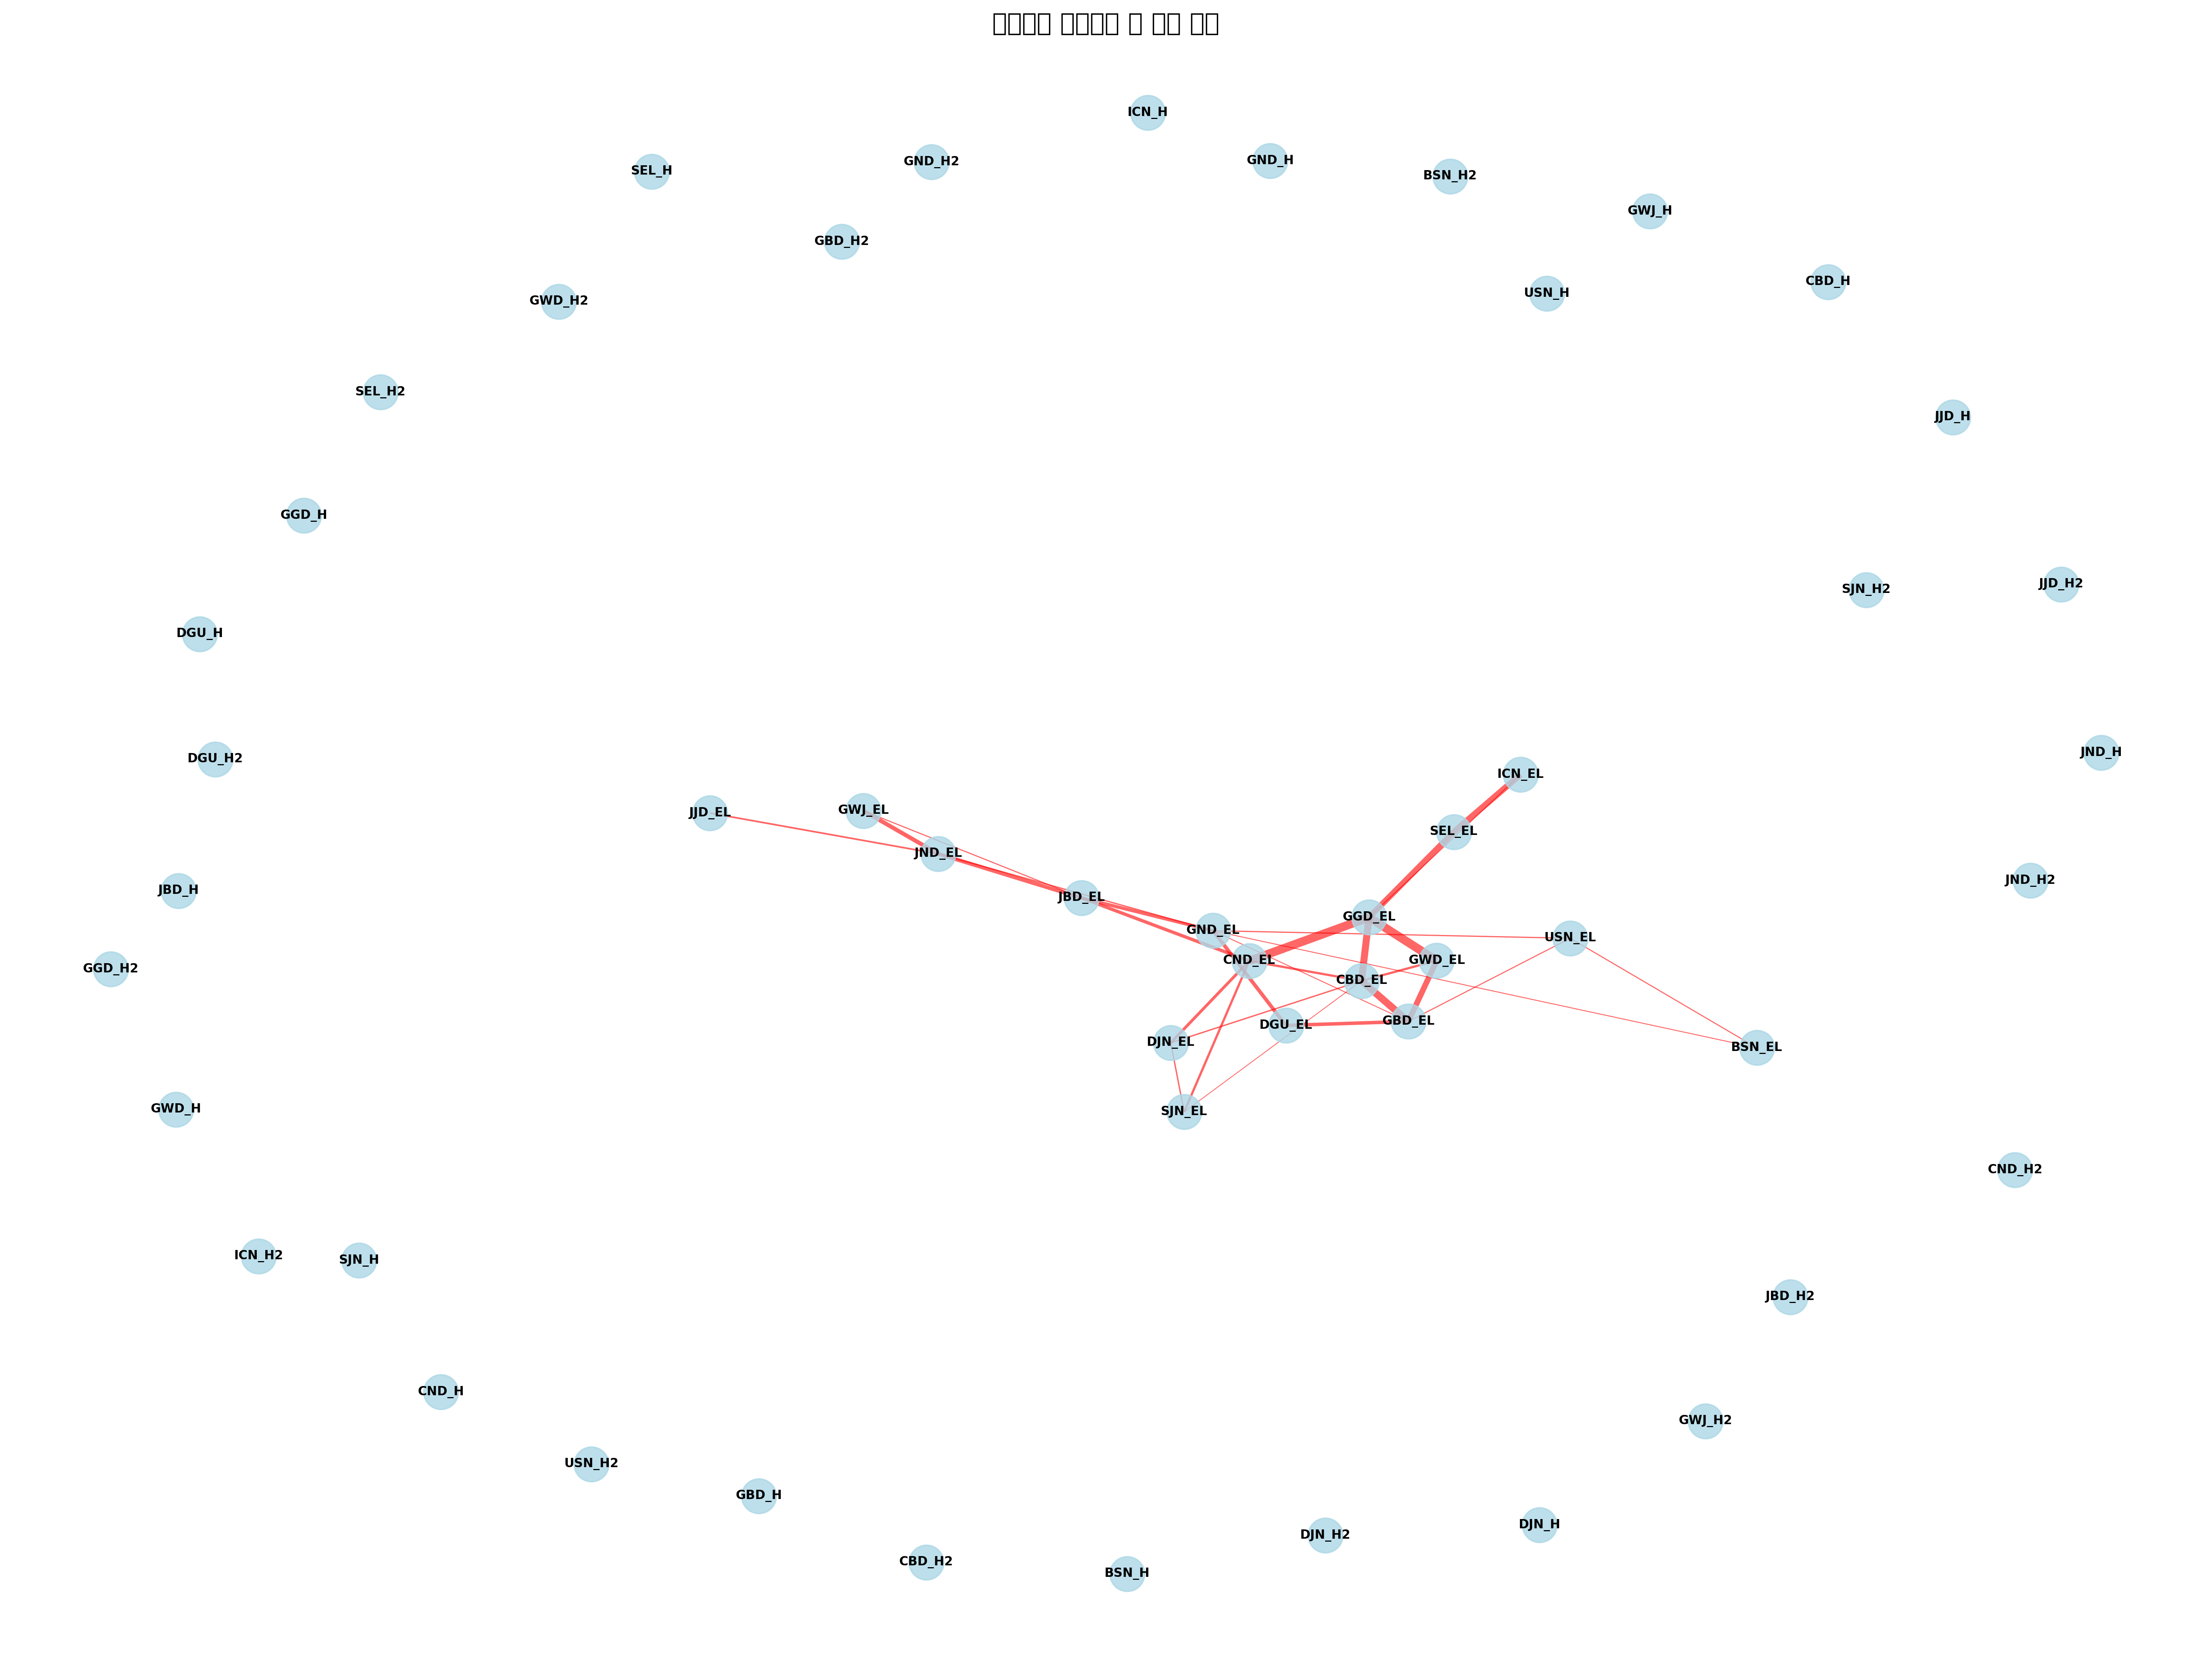 ICN_H
GND_H2
GND_H
SEL_H
BSN_H2
GWJ_H
GBD_H2
CBD_H
USN_H
GWD_H2
SEL_H2
JJD_H
GGD_H
JJD_H2
SJN_H2
DGU_H
JND_H
DGU_H2
ICN_EL
GWJ_EL
JJD_EL
SEL_EL
JND_EL
JND_H2
JBD_H
JBD_EL
GGD_EL
GND_EL
USN_EL
CND_EL
GWD_EL
GGD_H2
CBD_EL
GBD_EL
DGU_EL
DJN_EL
BSN_EL
GWD_H
SJN_EL
CND_H2
ICN_H2
SJN_H
JBD_H2
CND_H
GWJ_H2
USN_H2
GBD_H
DJN_H
DJN_H2
CBD_H2
BSN_H